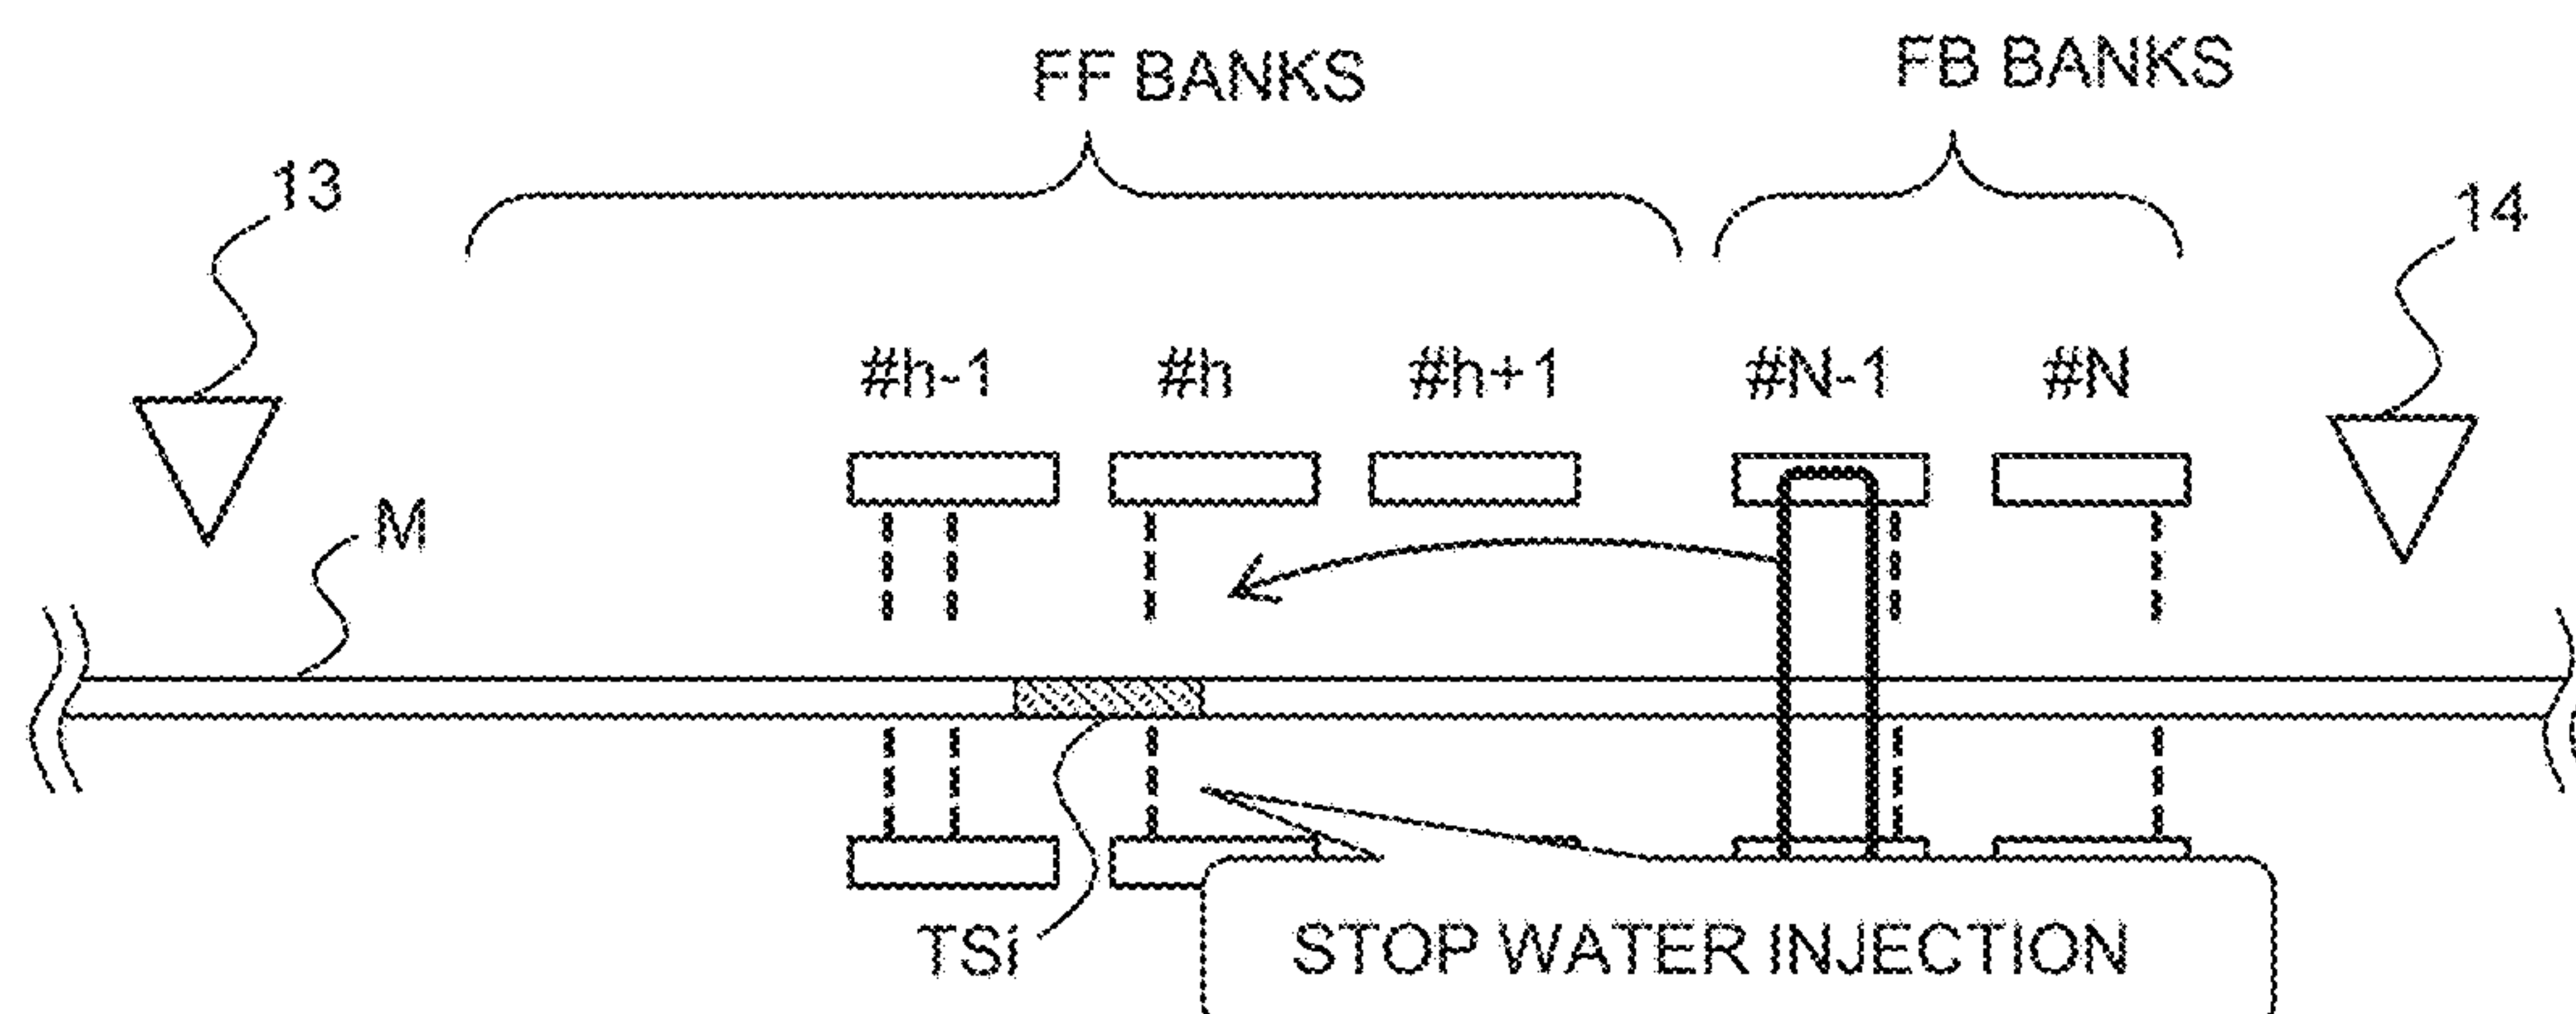 FF BANKS
FB BANKS
13
14
#h-1
#h
#h+1
#N-1
#N
M
TSi
STOP WATER INJECTION